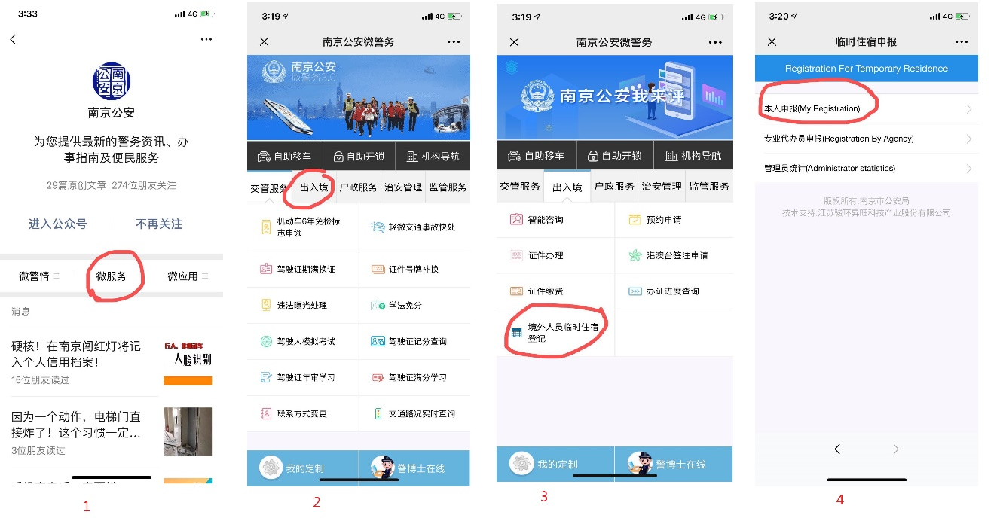 3:33
4G
南京公安
南京公安
为您提供最新的警务资讯、办
事指南及便民服务
29篇原创文章 274位朋友关注
进入公众号
不再关注
微警情
微服务
微应用
消息
硬核！在南京闯红灯将记
入个人信用档案！
15位朋友读过
行人、非机动车
人脸识别
因为一个动作，电梯门直
接炸了！这个习惯一定...
3位朋友读过
1
3:19
4G
南京公安微警务
南京公安
微警务3.0
自助移车
自助开锁
机构导航
交管服务
出入境
户政服务
治安管理
监管服务
机动车6年免检标
志申领
轻微交通事故快处
驾驶证期满换证
123
证件号牌补换
违法曝光处理
学法免分
驾驶人模拟考试
驾驶证记分查询
驾驶证年审学习
驾驶证满分学习
联系方式变更
交通路况实时查询
我的定制
警博士在线
2
3:19
4G
南京公安微警务
南京公安我来评
自助移车
自助开锁
机构导航
交管服务
出入境
户政服务
治安管理
监管服务
智能咨询
预约申请
证件办理
港澳台签注申请
证件缴费
办证进度查询
境外人员临时住宿
登记
我的定制
警博士在线
3
3:20
4G
临时住宿申报
Registration For Temporary Residence
本人申报(My Registration)
专业代办员申报(Registration By Agency)
管理员统计(Administrator statistics)
版权所有:南京市公安局
技术支持:江苏骏环昇旺科技产业股份有限公司
4